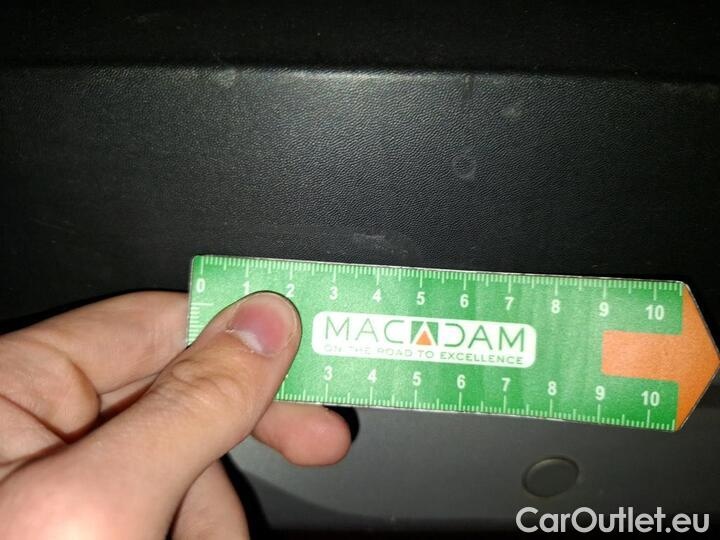 0 1 2 3 4 5 6 7 8 9 10
MACADAM
ON THE ROAD TO EXCELLENCE
3 4 5 6 7 8 9 10
CarOutlet.eu